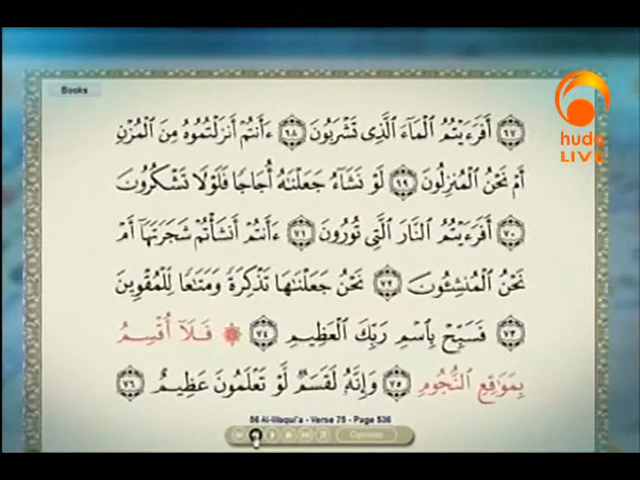 Books
huda
LIVE
٦٧ أَفَرَءَيْتُمُ ٱلْمَآءَ ٱلَّذِى تَشْرَبُونَ ٦٨ ءَأَنتُمْ أَنزَلْتُمُوهُ مِنَ ٱلْمُزْنِ
أَمْ نَحْنُ ٱلْمُنزِلُونَ ٦٩ لَوْ نَشَآءُ جَعَلْنَٰهُ أُجَاجًا فَلَوْلَا تَشْكُرُونَ
٧٠ أَفَرَءَيْتُمُ ٱلنَّارَ ٱلَّتِى تُورُونَ ٧١ ءَأَنتُمْ أَنشَأْتُمْ شَجَرَتَهَآ أَمْ
نَحْنُ ٱلْمُنشِـُٔونَ ٧٢ نَحْنُ جَعَلْنَٰهَا تَذْكِرَةً وَمَتَٰعًا لِّلْمُقْوِينَ
٧٣ فَسَبِّحْ بِٱسْمِ رَبِّكَ ٱلْعَظِيمِ ٧٤ ۞ فَلَآ أُقْسِمُ
بِمَوَٰقِعِ ٱلنُّجُومِ ٧٥ وَإِنَّهُۥ لَقَسَمٌ لَّوْ تَعْلَمُونَ عَظِيمٌ ٧٦
56 Al-Waqui'a - Verse 75 - Page 536
Options